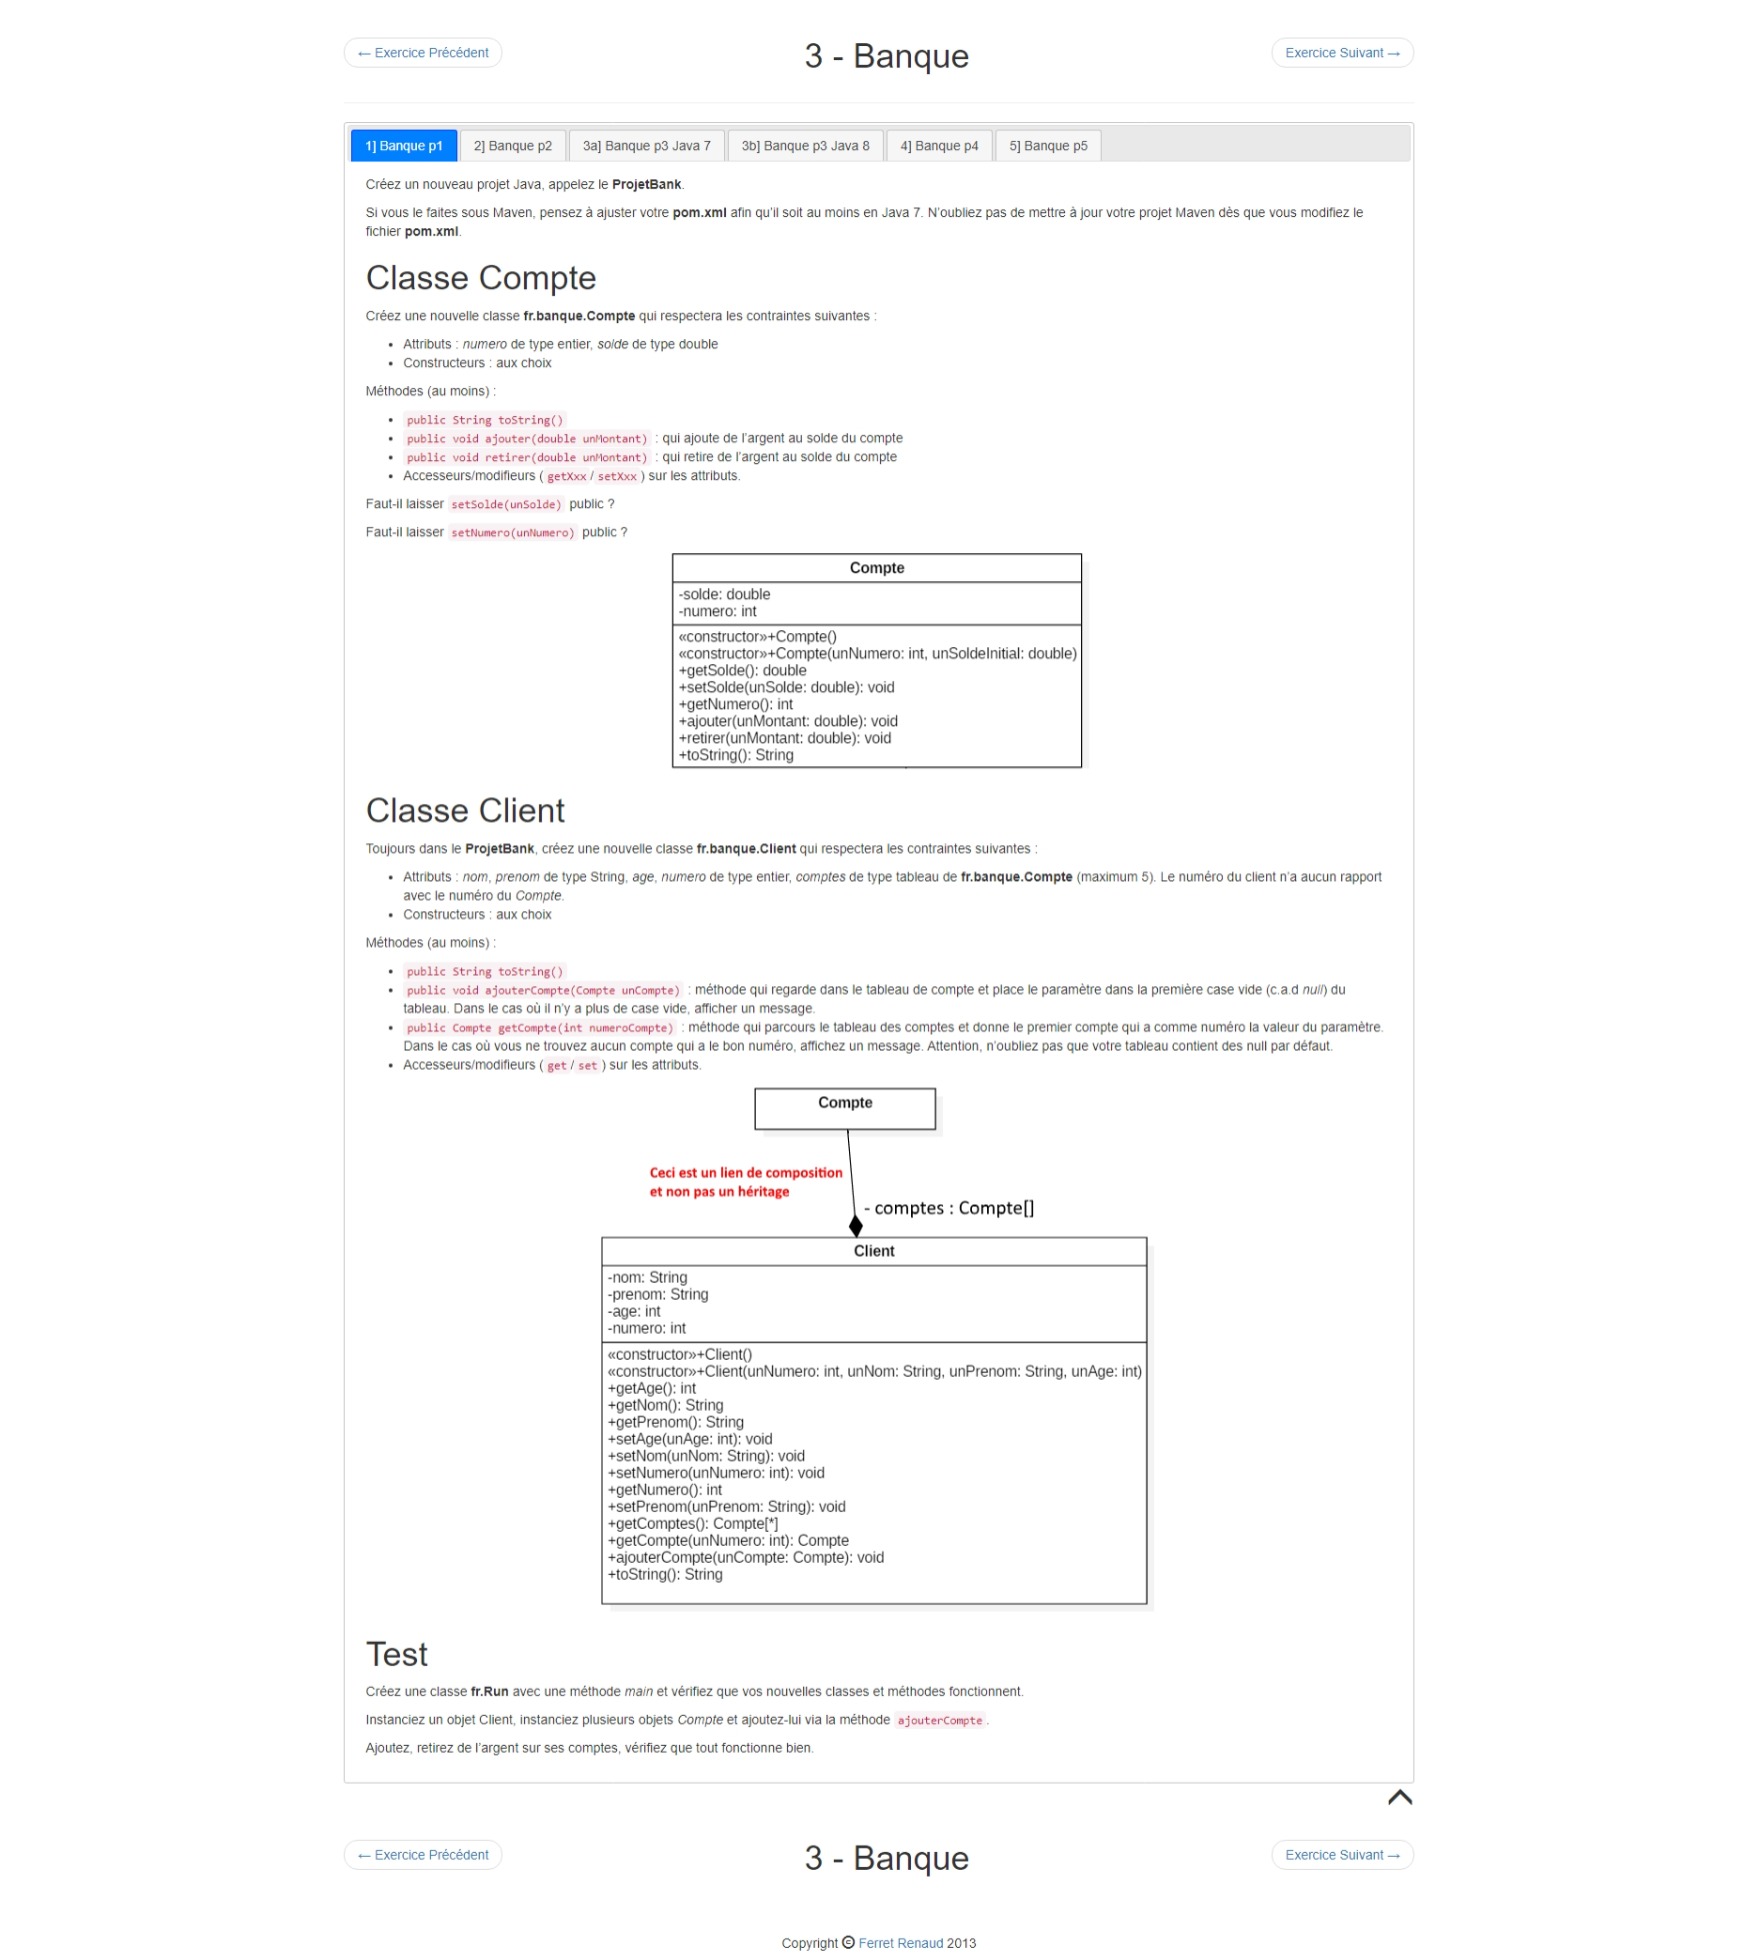 ← Exercice Précédent
3 - Banque
Exercice Suivant →
1] Banque p1
2] Banque p2
3a] Banque p3 Java 7
3b] Banque p3 Java 8
4] Banque p4
5] Banque p5
Créez un nouveau projet Java, appelez le ProjetBank.
Si vous le faites sous Maven, pensez à ajuster votre pom.xml afin qu'il soit au moins en Java 7. N'oubliez pas de mettre à jour votre projet Maven dès que vous modifiez le
fichier pom.xml.
Classe Compte
Créez une nouvelle classe fr.banque.Compte qui respectera les contraintes suivantes :
• Attributs : numero de type entier, solde de type double
• Constructeurs : aux choix
Méthodes (au moins) :
• public String toString()
• public void ajouter(double unMontant) : qui ajoute de l'argent au solde du compte
• public void retirer(double unMontant) : qui retire de l'argent au solde du compte
• Accesseurs/modifieurs ( getXxx / setXxx ) sur les attributs.
Faut-il laisser setSolde(unSolde) public ?
Faut-il laisser setNumero(unNumero) public ?
Compte
-solde: double
-numero: int
«constructor»+Compte()
«constructor»+Compte(unNumero: int, unSoldeInitial: double)
+getSolde(): double
+setSolde(unSolde: double): void
+getNumero(): int
+ajouter(unMontant: double): void
+retirer(unMontant: double): void
+toString(): String
Classe Client
Toujours dans le ProjetBank, créez une nouvelle classe fr.banque.Client qui respectera les contraintes suivantes :
• Attributs : nom, prenom de type String, age, numero de type entier, comptes de type tableau de fr.banque.Compte (maximum 5). Le numéro du client n'a aucun rapport
avec le numéro du Compte.
• Constructeurs : aux choix
Méthodes (au moins) :
• public String toString()
• public void ajouterCompte(Compte unCompte) : méthode qui regarde dans le tableau de compte et place le paramètre dans la première case vide (c.a.d null) du
tableau. Dans le cas où il n'y a plus de case vide, afficher un message.
• public Compte getCompte(int numeroCompte) : méthode qui parcours le tableau des comptes et donne le premier compte qui a comme numéro la valeur du paramètre.
Dans le cas où vous ne trouvez aucun compte qui a le bon numéro, affichez un message. Attention, n'oubliez pas que votre tableau contient des null par défaut.
• Accesseurs/modifieurs ( get / set ) sur les attributs.
Compte
Ceci est un lien de composition
et non pas un héritage
- comptes : Compte[]
Client
-nom: String
-prenom: String
-age: int
-numero: int
«constructor»+Client()
«constructor»+Client(unNumero: int, unNom: String, unPrenom: String, unAge: int)
+getAge(): int
+getNom(): String
+getPrenom(): String
+setAge(unAge: int): void
+setNom(unNom: String): void
+setNumero(unNumero: int): void
+getNumero(): int
+setPrenom(unPrenom: String): void
+getComptes(): Compte[*]
+getCompte(unNumero: int): Compte
+ajouterCompte(unCompte: Compte): void
+toString(): String
Test
Créez une classe fr.Run avec une méthode main et vérifiez que vos nouvelles classes et méthodes fonctionnent.
Instanciez un objet Client, instanciez plusieurs objets Compte et ajoutez-lui via la méthode ajouterCompte .
Ajoutez, retirez de l'argent sur ses comptes, vérifiez que tout fonctionne bien.
← Exercice Précédent
3 - Banque
Exercice Suivant →
Copyright © Ferret Renaud 2013